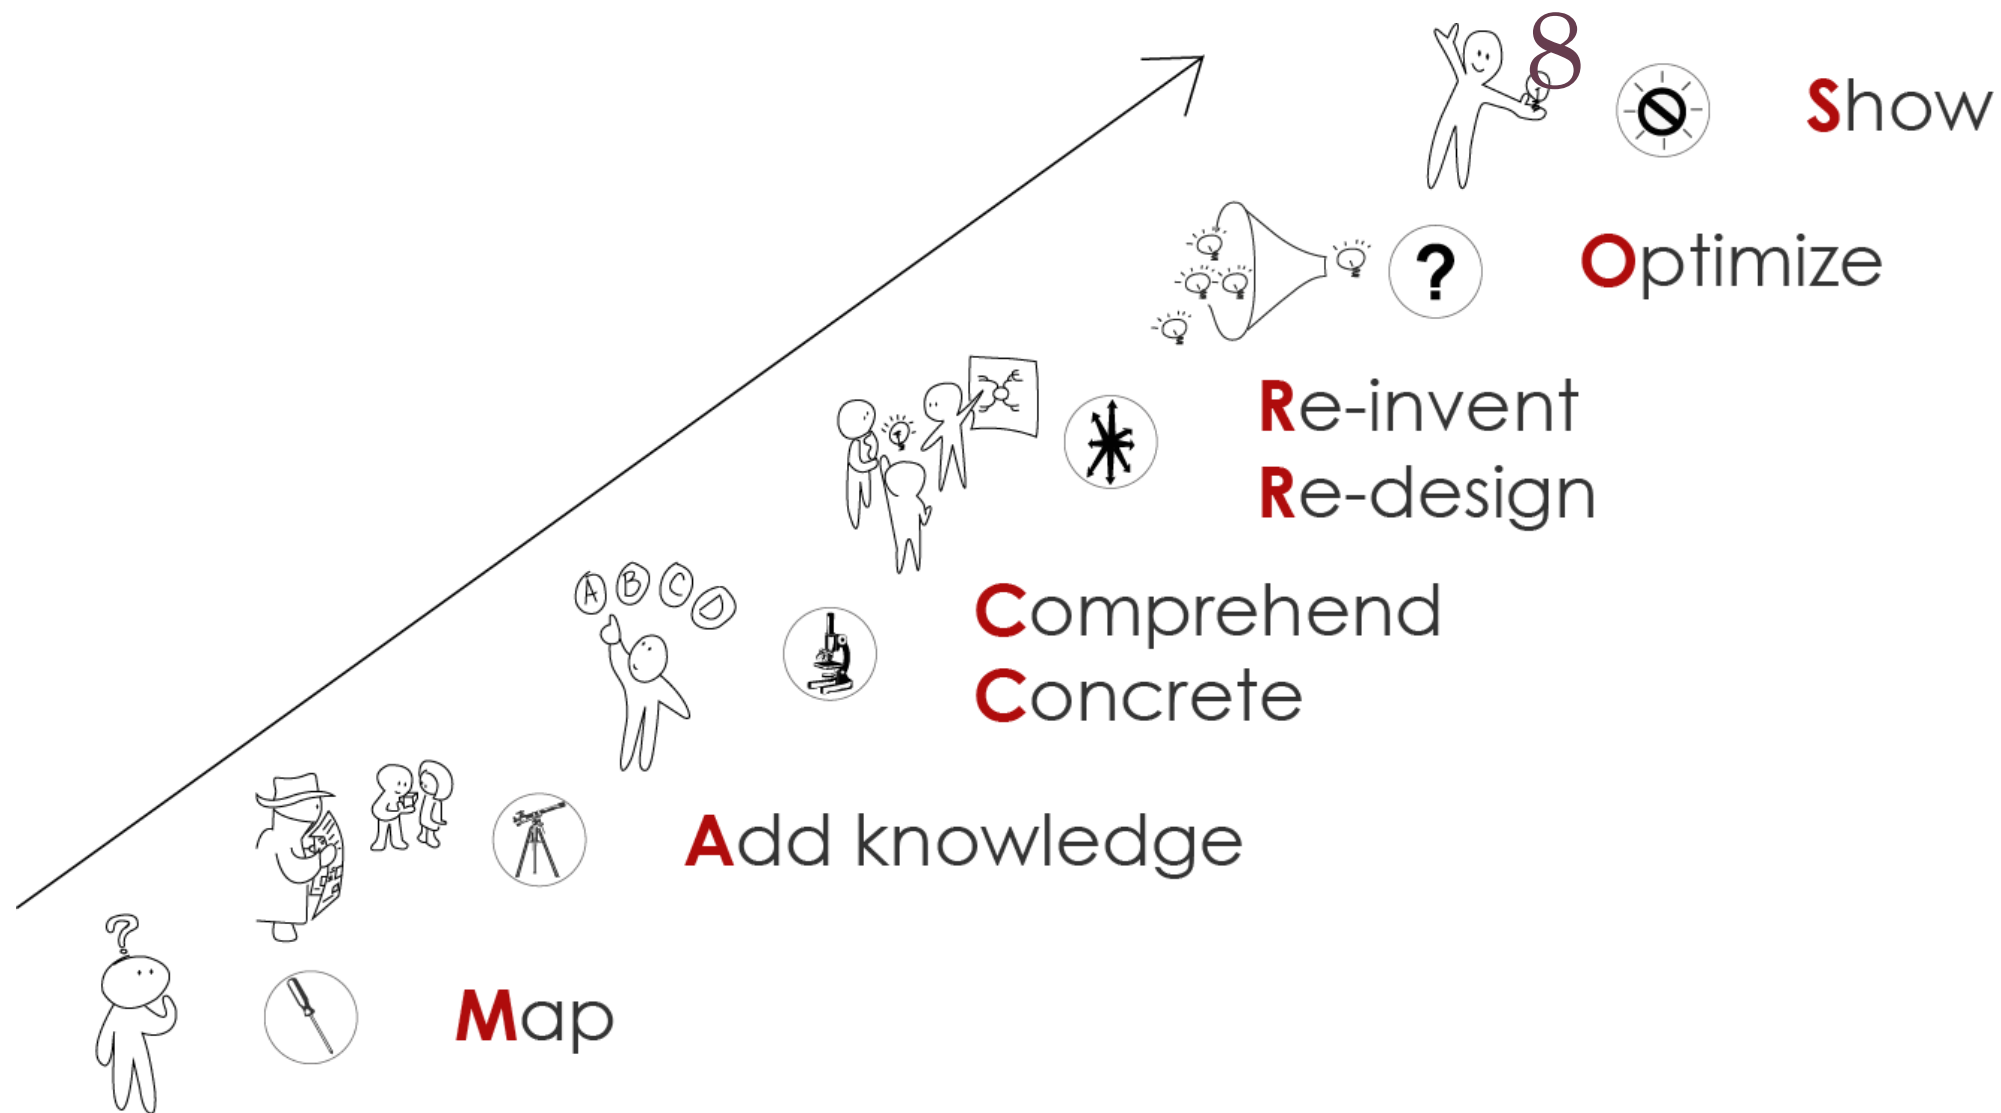 8
Show
Optimize
?
Re-invent
Re-design
Comprehend
Concrete
A B C D
Add knowledge
?
Map